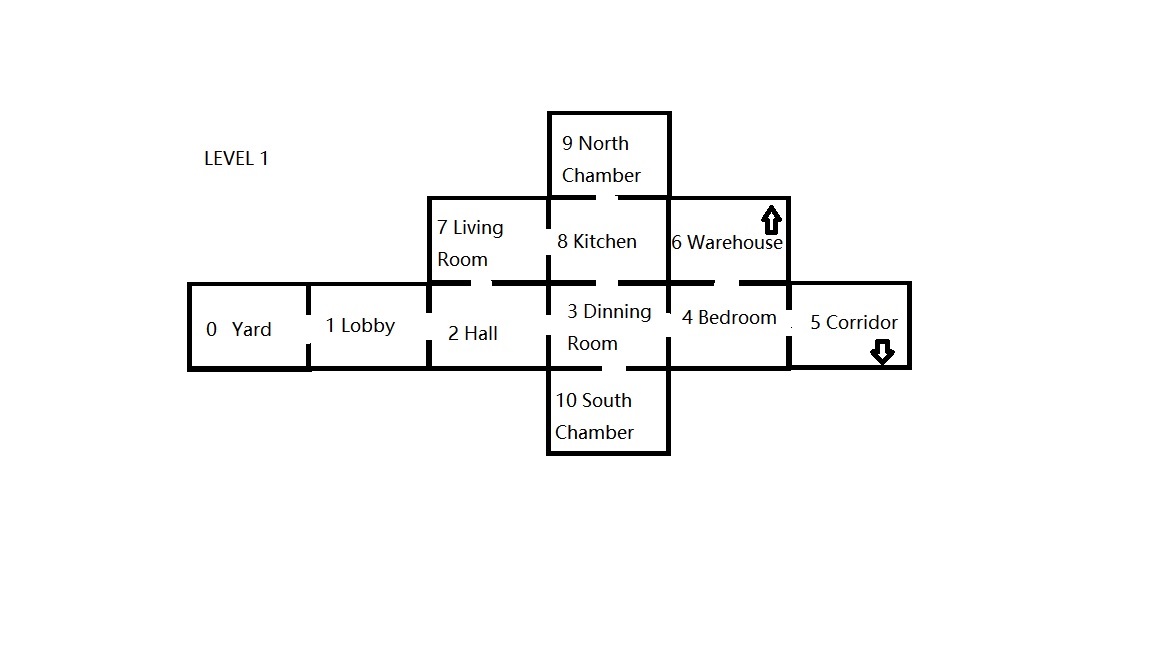 LEVEL 1
9 North
Chamber
7 Living
Room
8 Kitchen
6 Warehouse
0 Yard
1 Lobby
2 Hall
3 Dinning
Room
4 Bedroom
5 Corridor
10 South
Chamber